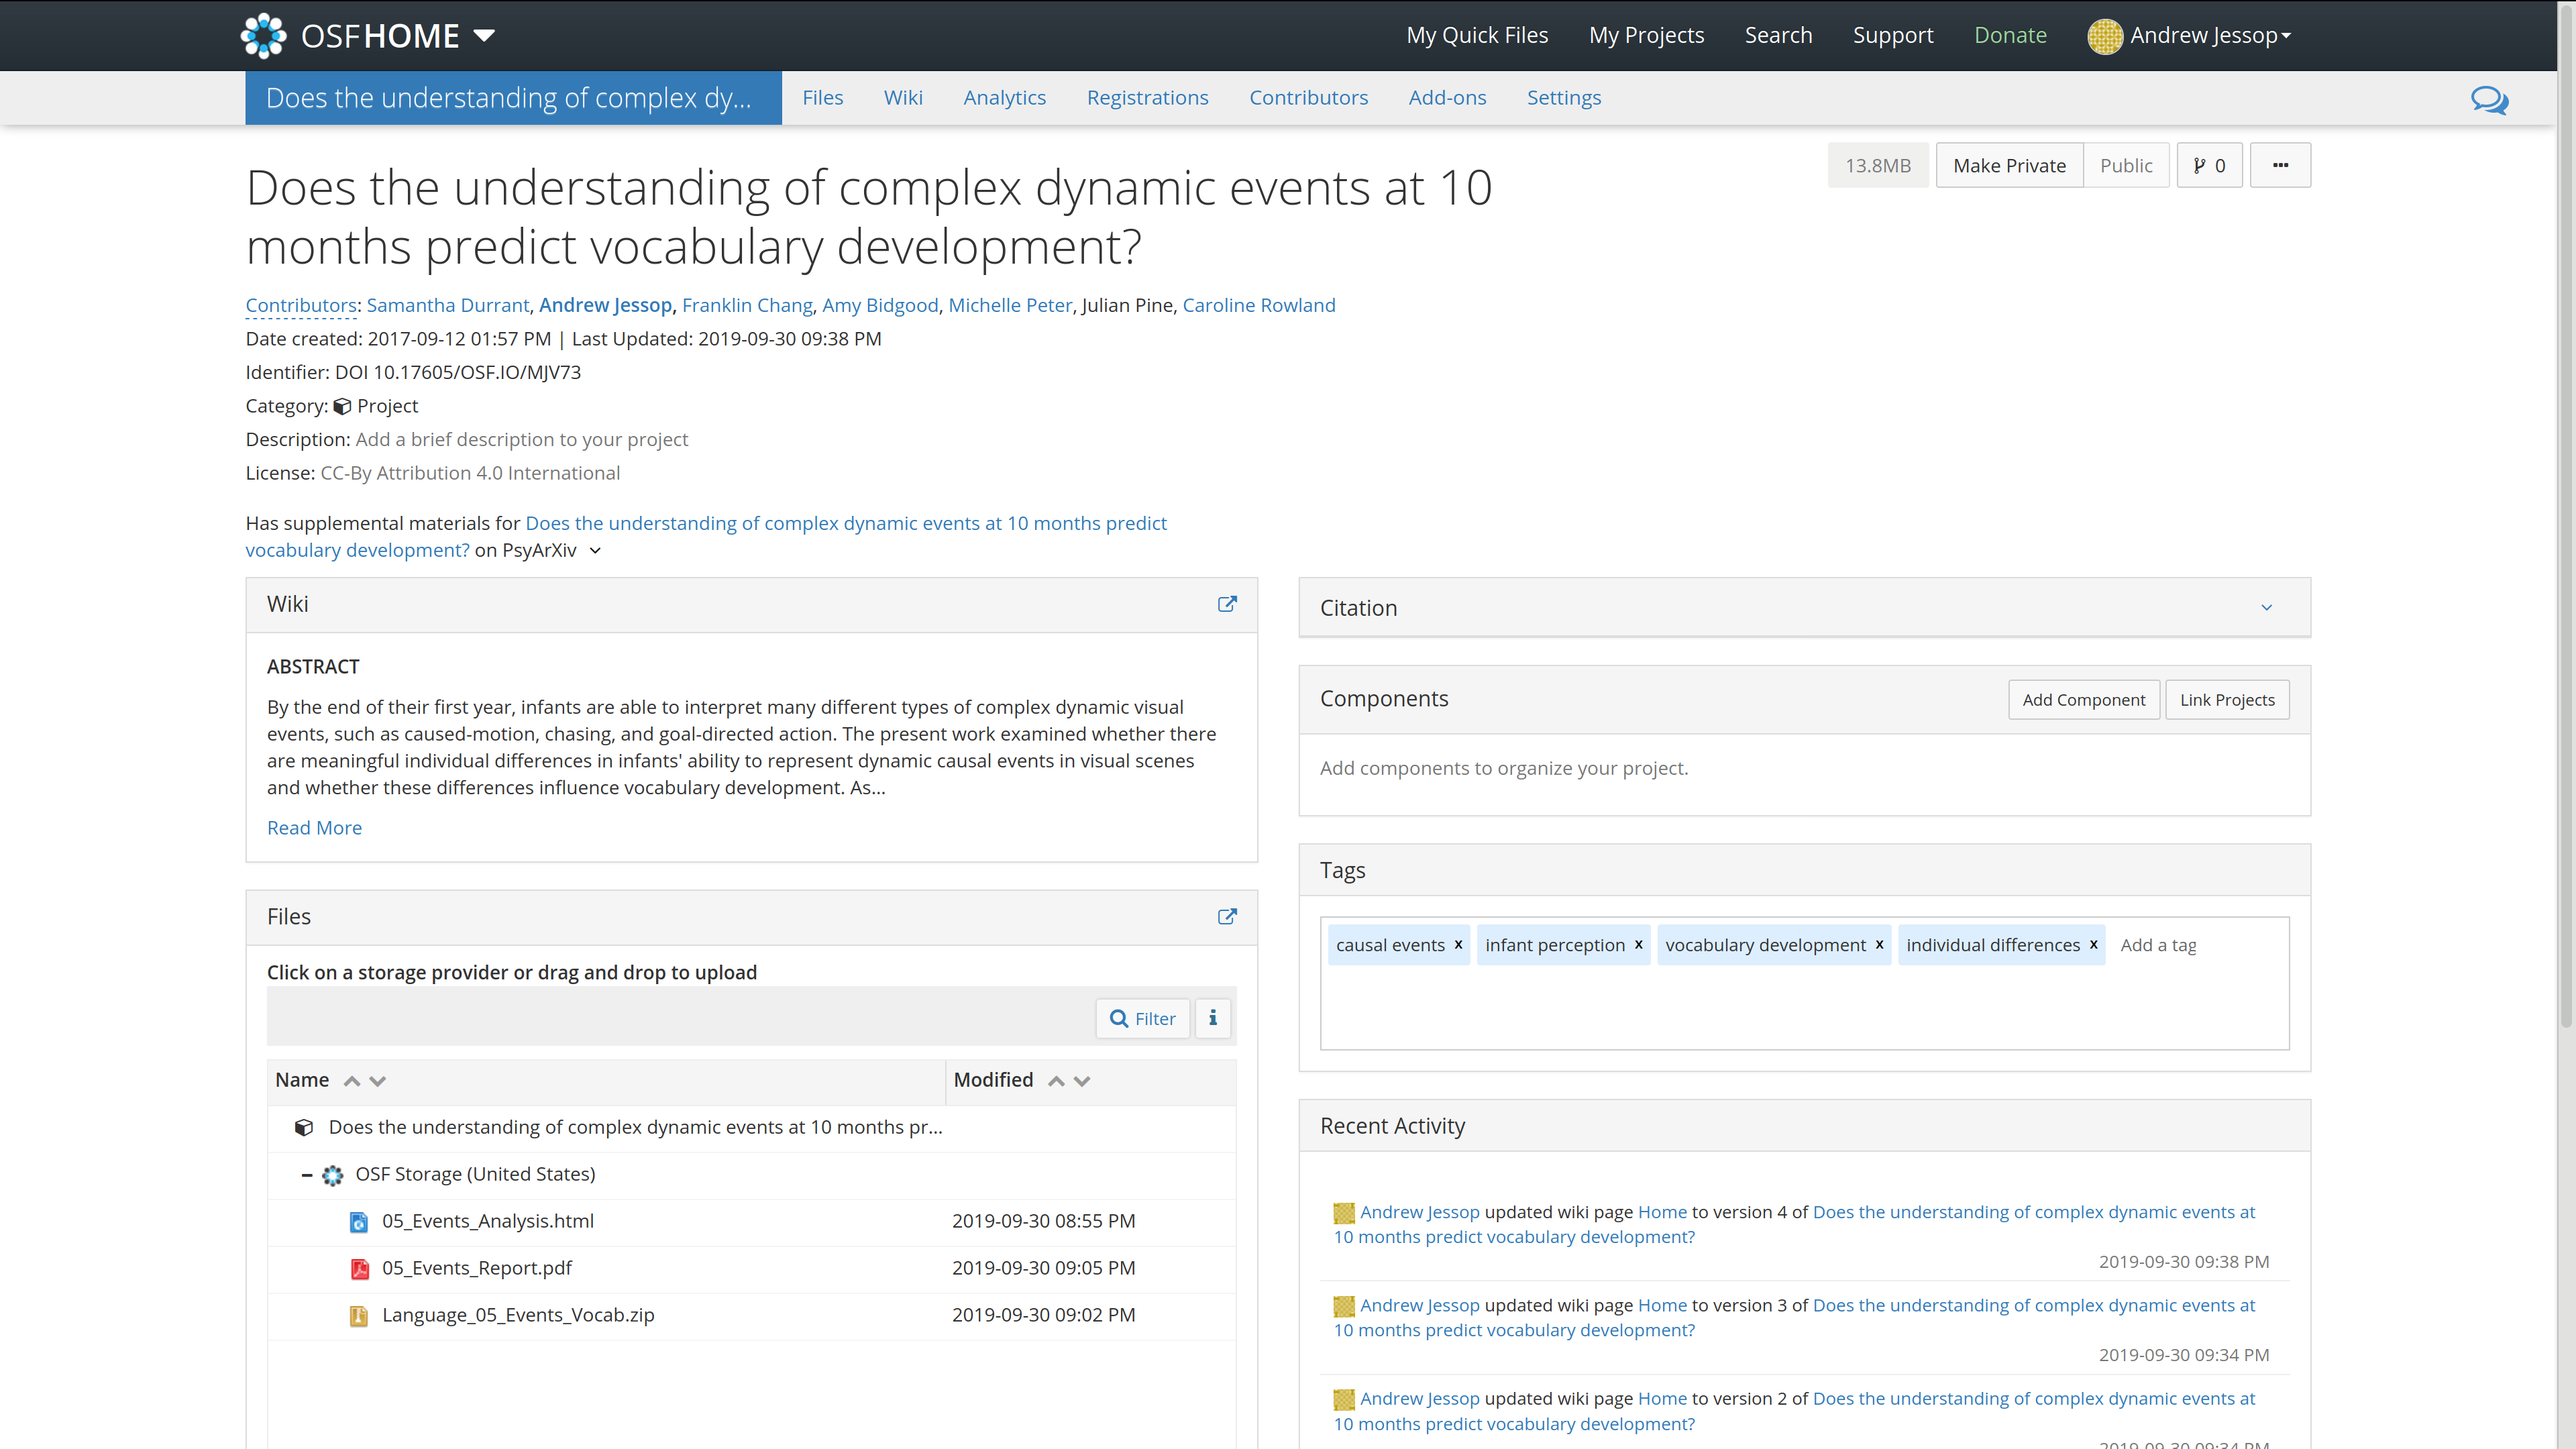 OSFHOME
My Quick Files
My Projects
Search
Support
Donate
Andrew Jessop
Does the understanding of complex dy...
Files
Wiki
Analytics
Registrations
Contributors
Add-ons
Settings
Does the understanding of complex dynamic events at 10
months predict vocabulary development?
13.8MB
Make Private
Public
0
Contributors: Samantha Durrant, Andrew Jessop, Franklin Chang, Amy Bidgood, Michelle Peter, Julian Pine, Caroline Rowland
Date created: 2017-09-12 01:57 PM | Last Updated: 2019-09-30 09:38 PM
Identifier: DOI 10.17605/OSF.IO/MJV73
Category: Project
Description: Add a brief description to your project
License: CC-By Attribution 4.0 International
Has supplemental materials for Does the understanding of complex dynamic events at 10 months predict
vocabulary development? on PsyArXiv
Wiki
ABSTRACT
By the end of their first year, infants are able to interpret many different types of complex dynamic visual
events, such as caused-motion, chasing, and goal-directed action. The present work examined whether there
are meaningful individual differences in infants' ability to represent dynamic causal events in visual scenes
and whether these differences influence vocabulary development. As...
Read More
Files
Click on a storage provider or drag and drop to upload
Filter
i
Name
Modified
Does the understanding of complex dynamic events at 10 months pr...
OSF Storage (United States)
05_Events_Analysis.html 2019-09-30 08:55 PM
05_Events_Report.pdf 2019-09-30 09:05 PM
Language_05_Events_Vocab.zip 2019-09-30 09:02 PM
Citation
Components
Add Component
Link Projects
Add components to organize your project.
Tags
causal events x
infant perception x
vocabulary development x
individual differences x
Add a tag
Recent Activity
Andrew Jessop updated wiki page Home to version 4 of Does the understanding of complex dynamic events at
10 months predict vocabulary development?
2019-09-30 09:38 PM
Andrew Jessop updated wiki page Home to version 3 of Does the understanding of complex dynamic events at
10 months predict vocabulary development?
2019-09-30 09:34 PM
Andrew Jessop updated wiki page Home to version 2 of Does the understanding of complex dynamic events at
10 months predict vocabulary development?
2019-09-30 09:34 PM